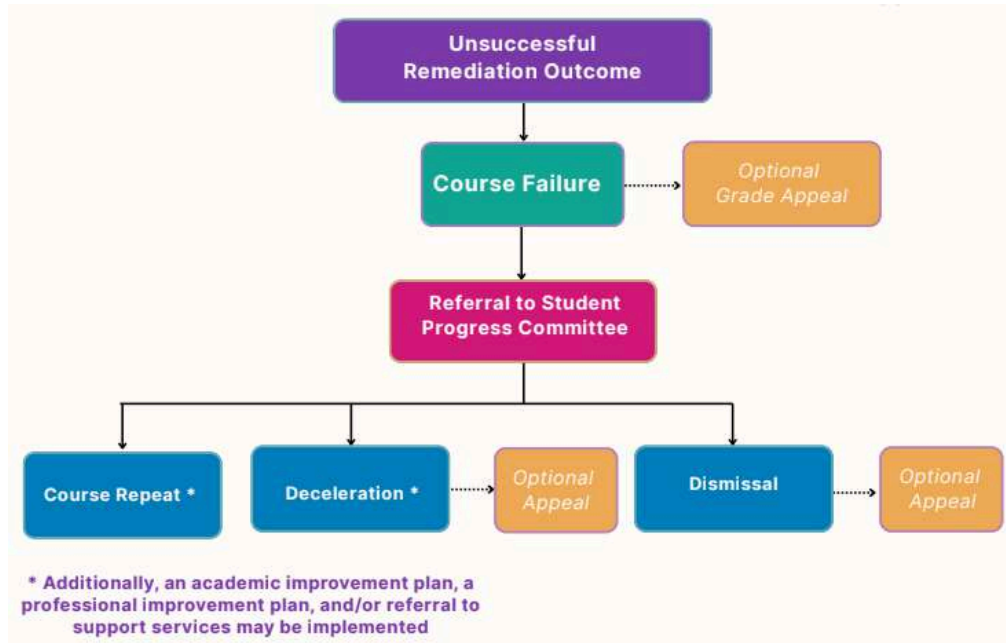 Unsuccessful
Remediation Outcome
Course Failure
Optional
Grade Appeal
Referral to Student
Progress Committee
Course Repeat *
Deceleration *
Optional
Appeal
Dismissal
Optional
Appeal
* Additionally, an academic improvement plan, a
professional improvement plan, and/or referral to
support services may be implemented